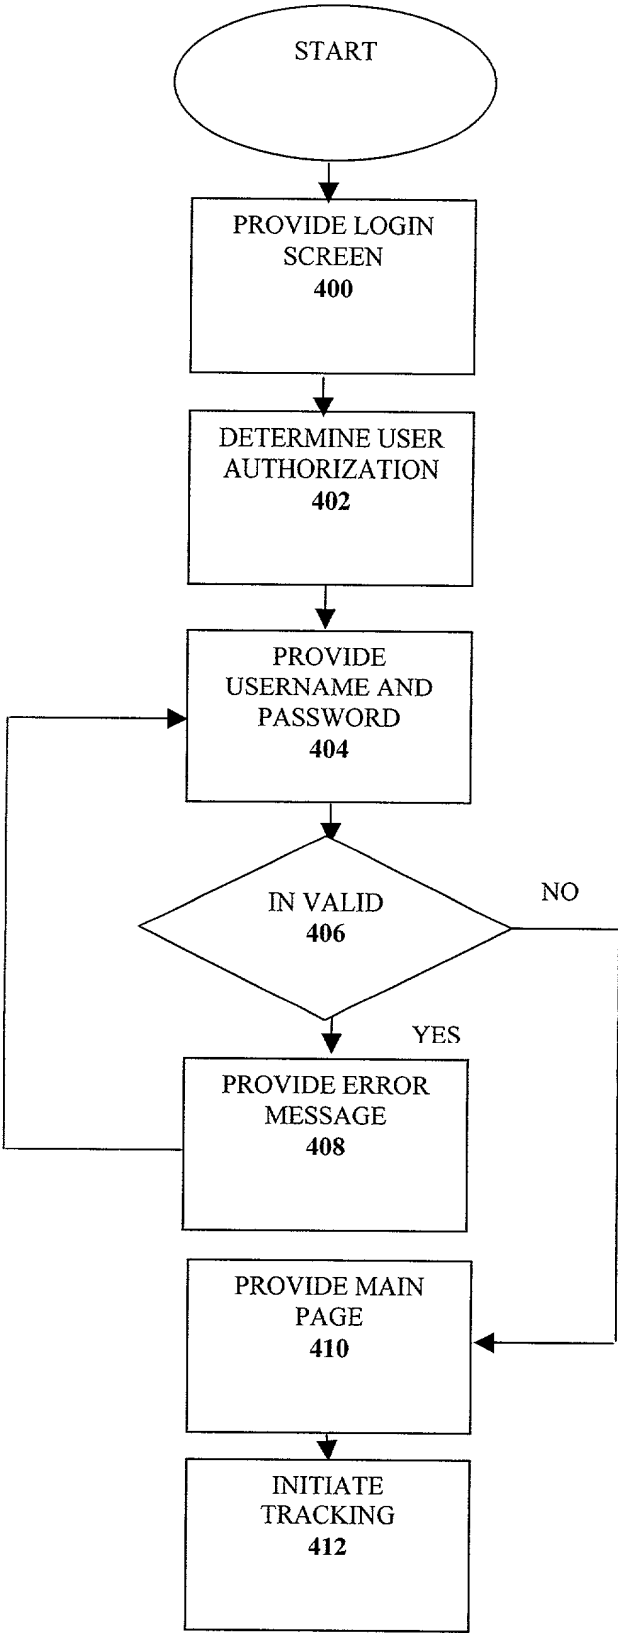 START
PROVIDE LOGIN
SCREEN
400
DETERMINE USER
AUTHORIZATION
402
PROVIDE
USERNAME AND
PASSWORD
404
IN VALID
406
NO
YES
PROVIDE ERROR
MESSAGE
408
PROVIDE MAIN
PAGE
410
INITIATE
TRACKING
412